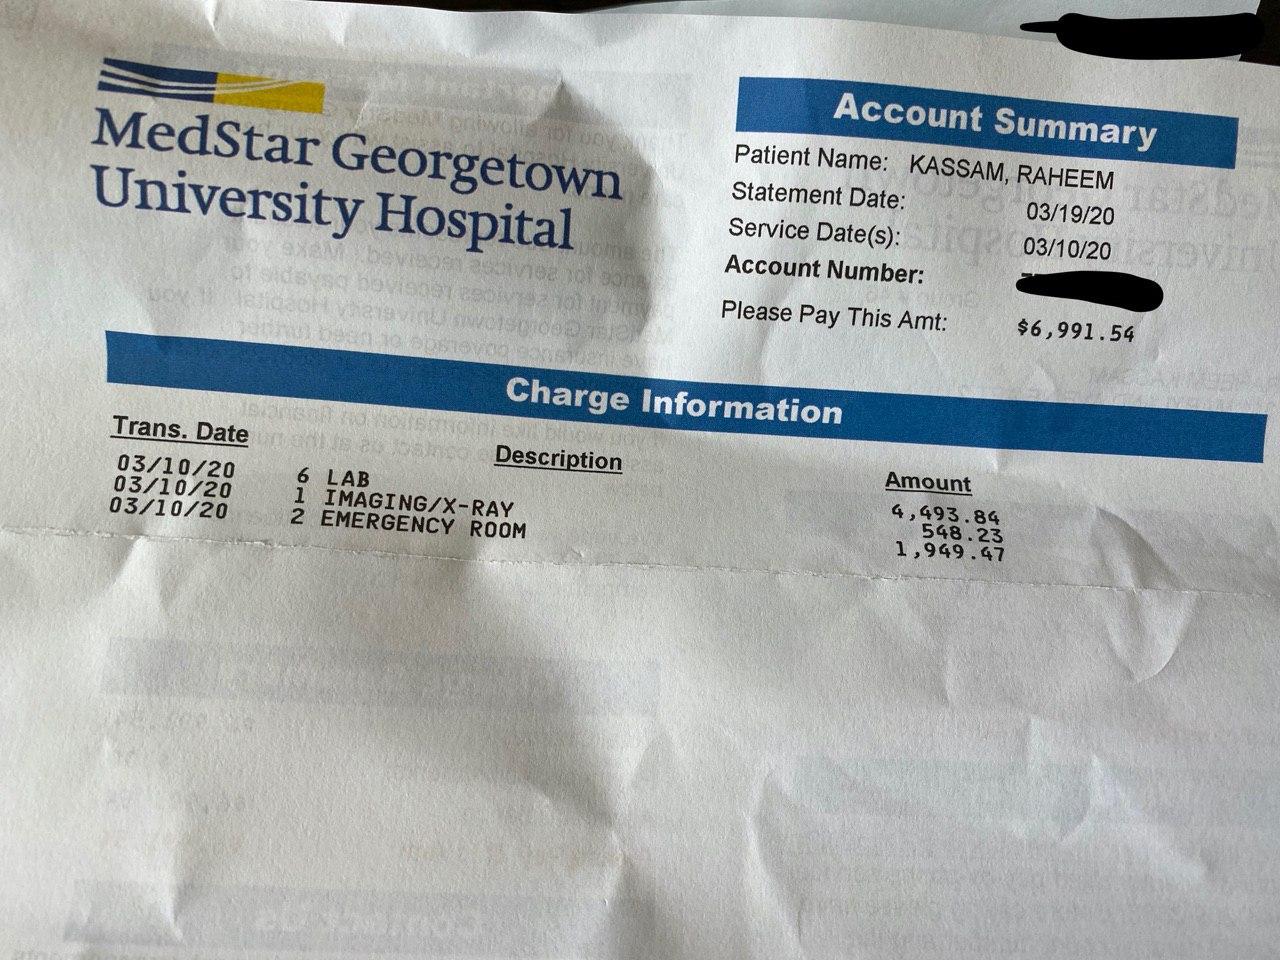 MedStar Georgetown
University Hospital
Account Summary
Patient Name: KASSAM, RAHEEM
Statement Date: 03/19/20
Service Date(s): 03/10/20
Account Number:
Please Pay This Amt: $6,991.54
Charge Information
Trans. Date Description Amount
03/10/20 6 LAB 4,493.84
03/10/20 1 IMAGING/X-RAY 548.23
03/10/20 2 EMERGENCY ROOM 1,949.47